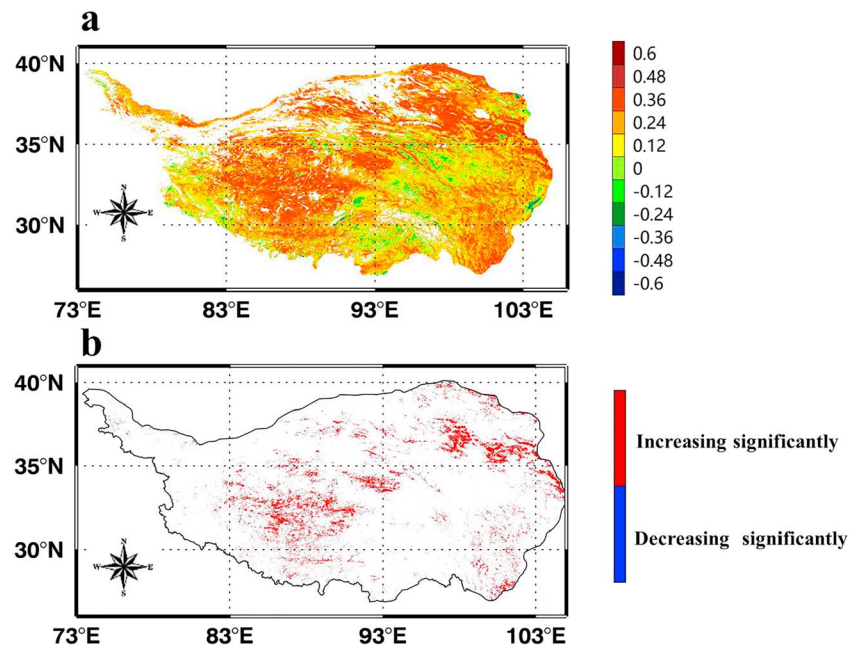 a
40°N
35°N
30°N
N
W E
S
73°E 83°E 93°E 103°E
0.6
0.48
0.36
0.24
0.12
0
-0.12
-0.24
-0.36
-0.48
-0.6
b
40°N
35°N
30°N
N
W E
S
73°E 83°E 93°E 103°E
Increasing significantly
Decreasing significantly